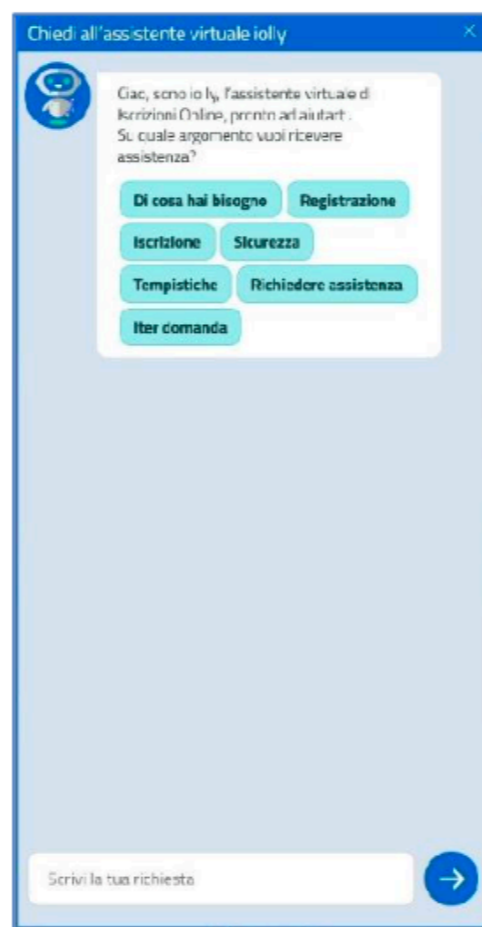 Chiedi all'assistente virtuale iolly
Ciao, sono iolly, l'assistente virtuale di
Iscrizioni Online, pronto ad aiutarti.
Su quale argomento vuoi ricevere
assistenza?
Di cosa hai bisogno Registrazione
Iscrizione Sicurezza
Tempistiche Richiedere assistenza
Iter domanda
Scrivi la tua richiesta